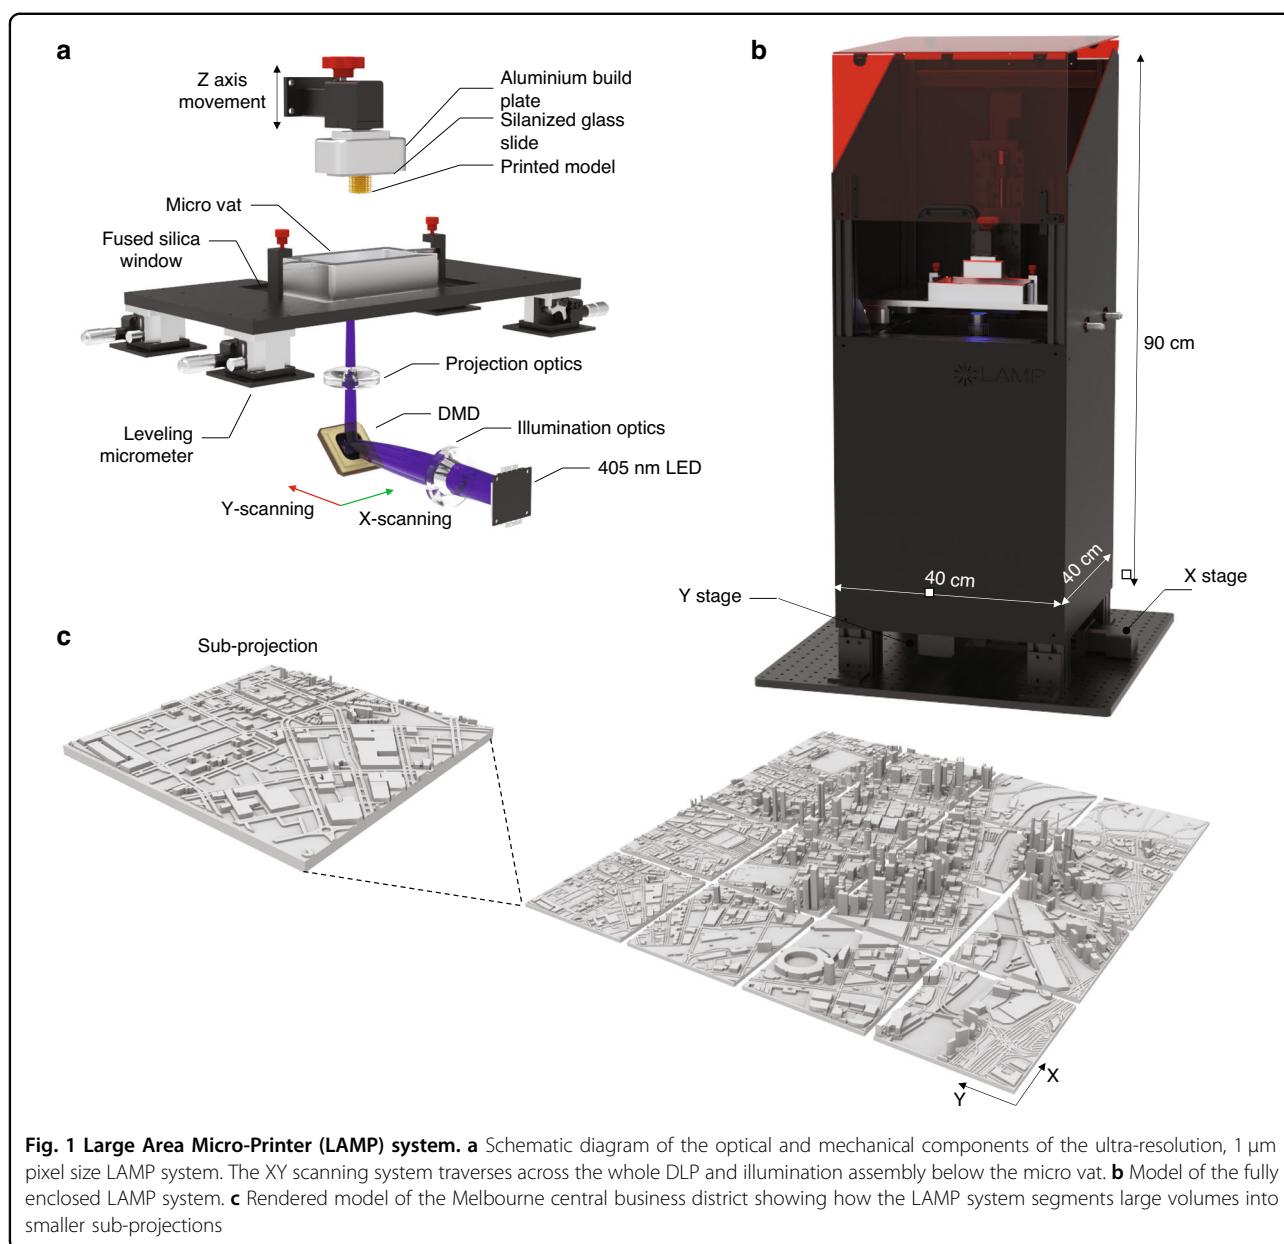 a
Z axis
movement
Aluminium build
plate
Silanized glass
slide
Printed model
Micro vat
Fused silica
window
Projection optics
DMD
Illumination optics
405 nm LED
Leveling
micrometer
Y-scanning
X-scanning
b
LAMP
90 cm
40 cm
40 cm
Y stage
X stage
c
Sub-projection
X
Y
Fig. 1 Large Area Micro-Printer (LAMP) system. a Schematic diagram of the optical and mechanical components of the ultra-resolution, 1 μm
pixel size LAMP system. The XY scanning system traverses across the whole DLP and illumination assembly below the micro vat. b Model of the fully
enclosed LAMP system. c Rendered model of the Melbourne central business district showing how the LAMP system segments large volumes into
smaller sub-projections